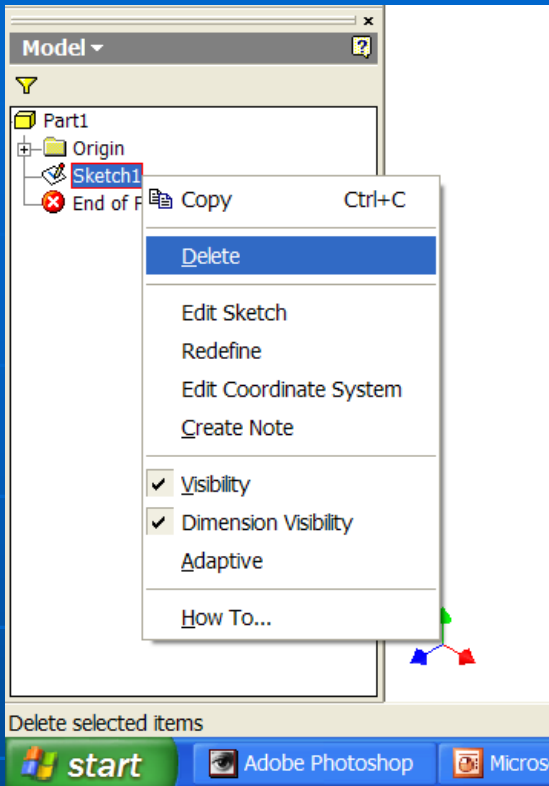 Model
Part1
Origin
Sketch1
End of
Copy Ctrl+C
Delete
Edit Sketch
Redefine
Edit Coordinate System
Create Note
Visibility
Dimension Visibility
Adaptive
How To...
Delete selected items
start Adobe Photoshop